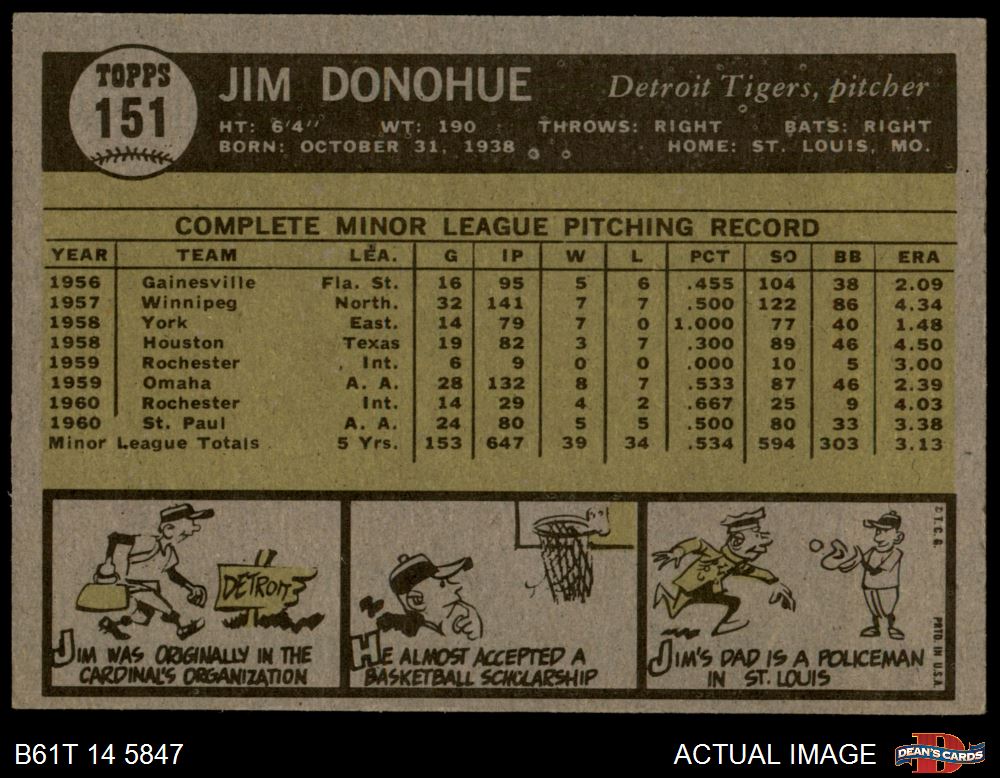 TOPPS
151
JIM DONOHUE
Detroit Tigers, pitcher
HT: 6'4" WT: 190 THROWS: RIGHT BATS: RIGHT
BORN: OCTOBER 31, 1938 HOME: ST. LOUIS, MO.
COMPLETE MINOR LEAGUE PITCHING RECORD
YEAR TEAM LEA. G IP W L PCT SO BB ERA
1956 Gainesville Fla. St. 16 95 5 6 .455 104 38 2.09
1957 Winnipeg North. 32 141 7 7 .500 122 86 4.34
1958 York East. 14 79 7 0 1.000 77 40 1.48
1958 Houston Texas 19 82 3 7 .300 89 46 4.50
1959 Rochester Int. 6 9 0 0 .000 10 5 3.00
1959 Omaha A. A. 28 132 8 7 .533 87 46 2.39
1960 Rochester Int. 14 29 4 2 .667 25 9 4.03
1960 St. Paul A. A. 24 80 5 5 .500 80 33 3.38
Minor League Totals 5 Yrs. 153 647 39 34 .534 594 303 3.13
DETROIT
JIM WAS ORIGINALLY IN THE
CARDINAL'S ORGANIZATION
HE ALMOST ACCEPTED A
BASKETBALL SCHOLARSHIP
JIM'S DAD IS A POLICEMAN
IN ST. LOUIS
© T.C.G.
PRTD. IN U.S.A.
B61T 14 5847
ACTUAL IMAGE
DEAN'S CARDS